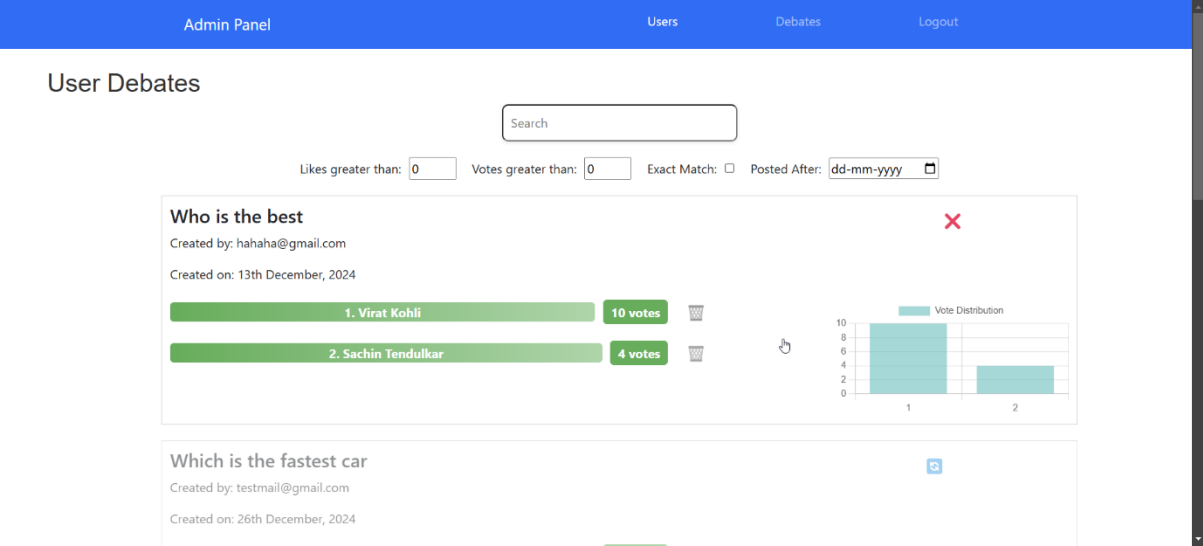 Admin Panel
Users
Debates
Logout
User Debates
Search
Likes greater than: 0 Votes greater than: 0 Exact Match: Posted After: dd-mm-yyyy
Who is the best
Created by: hahaha@gmail.com
Created on: 13th December, 2024
1. Virat Kohli 10 votes
2. Sachin Tendulkar 4 votes
Vote Distribution
10
8
6
4
2
0
1 2
Which is the fastest car
Created by: testmail@gmail.com
Created on: 26th December, 2024